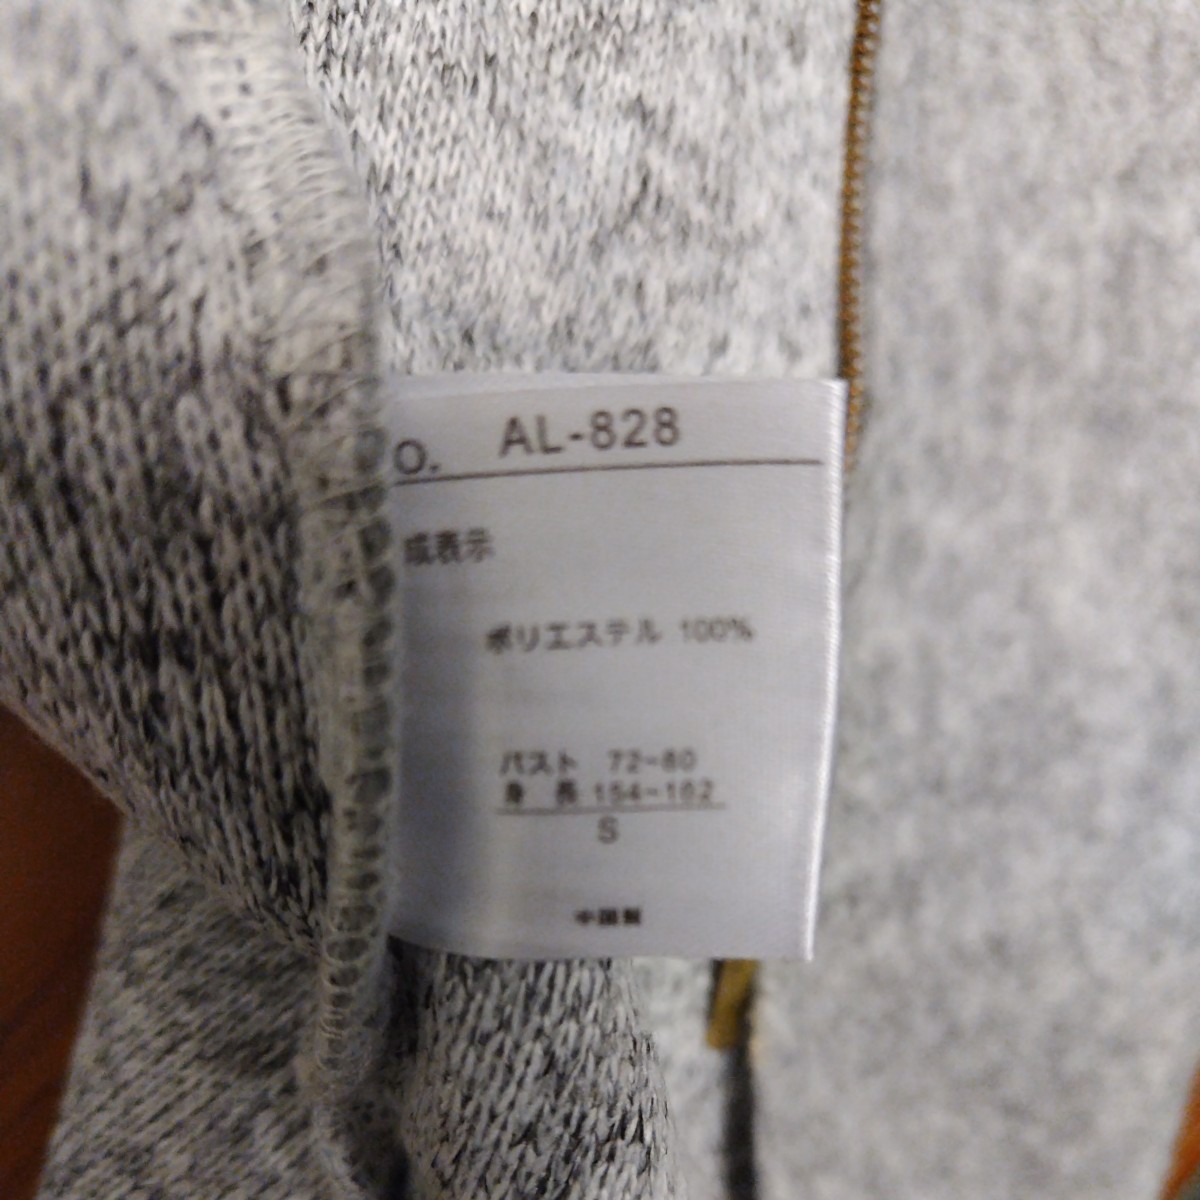 O. AL-828
成表示
ポリエステル 100%
バスト 72-80
身 長 154-162
S
中国製